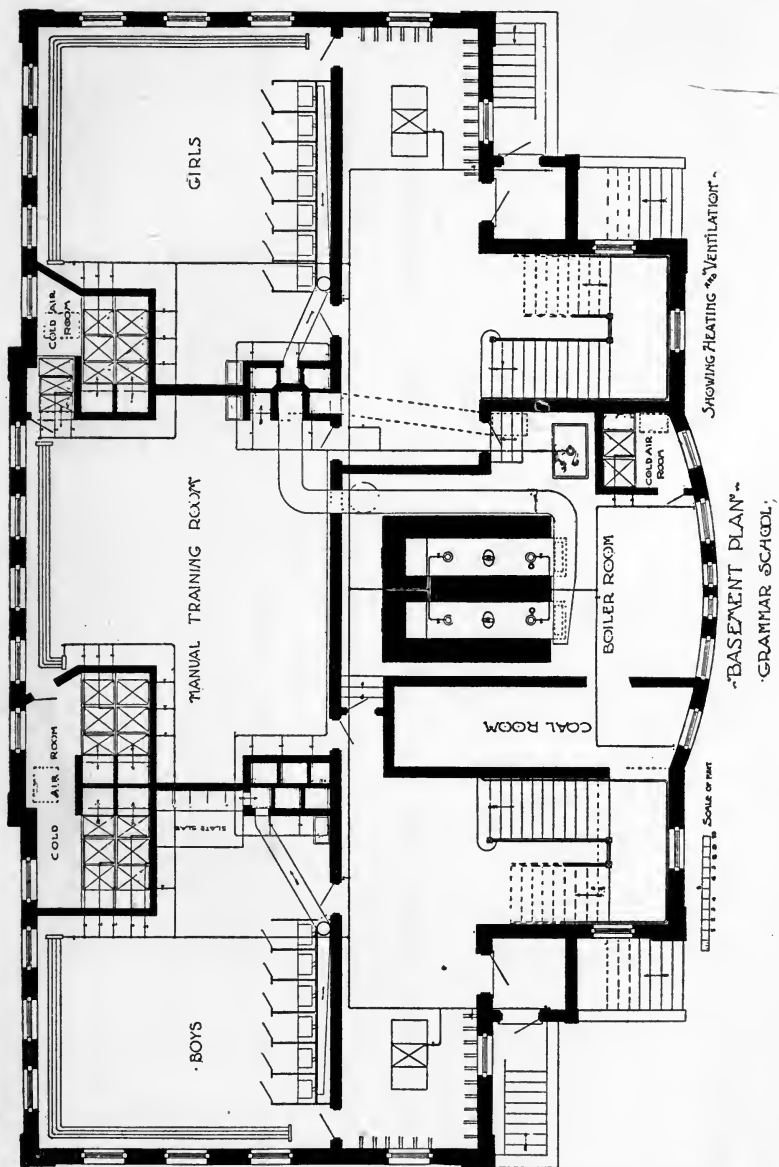 GIRLS
COLD AIR
ROOM
MANUAL TRAINING ROOM
COLD AIR ROOM
SLATE SLAB
BOYS
COLD AIR
ROOM
BOILER ROOM
COAL ROOM
SCALE OF FEET
-"BASEMENT PLAN"-
·GRAMMAR SCHOOL;
SHOWING HEATING AND VENTILATION-